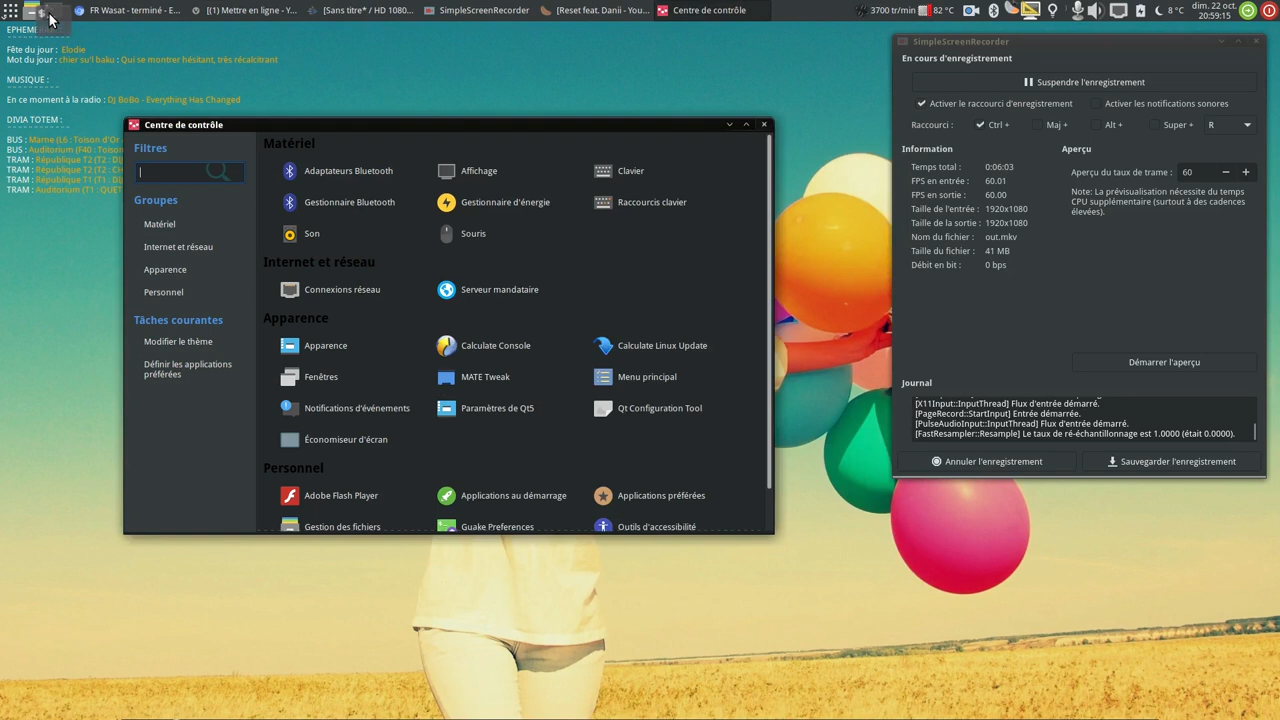 FR Wasat - terminé - E...
[(1) Mettre en ligne - Y...
[Sans titre* / HD 1080...
SimpleScreenRecorder
[Reset feat. Danii - You...
Centre de contrôle
3700 tr/min
82 °C
8 °C
dim. 22 oct.
20:59:15
Fête du jour : Elodie
Mot du jour : chier su'l baku : Qui se montrer hésitant, très récalcitrant
MUSIQUE :
En ce moment à la radio : DJ BoBo - Everything Has Changed
DIVIA TOTEM :
BUS : Marne (L6 : Toison d'Or
BUS : Auditorium (F40 : Toison
TRAM : République T2 (T2 :
TRAM : République T2 (T2 :
TRAM : République T1 (T1 :
TRAM : Auditorium (T1 : QUET
Centre de contrôle
Filtres
Groupes
Matériel
Internet et réseau
Apparence
Personnel
Tâches courantes
Modifier le thème
Définir les applications
préférées
Matériel
Adaptateurs Bluetooth
Affichage
Clavier
Gestionnaire Bluetooth
Gestionnaire d'énergie
Raccourcis clavier
Son
Souris
Internet et réseau
Connexions réseau
Serveur mandataire
Apparence
Apparence
Calculate Console
Calculate Linux Update
Fenêtres
MATE Tweak
Menu principal
Notifications d'événements
Paramètres de Qt5
Qt Configuration Tool
Économiseur d'écran
Personnel
Adobe Flash Player
Applications au démarrage
Applications préférées
Gestion des fichiers
Guake Preferences
Outils d'accessibilité
SimpleScreenRecorder
En cours d'enregistrement
Suspendre l'enregistrement
Activer le raccourci d'enregistrement
Activer les notifications sonores
Raccourci :
Ctrl +
Maj +
Alt +
Super +
R
Information
Temps total : 0:06:03
FPS en entrée : 60.01
FPS en sortie : 60.00
Taille de l'entrée : 1920x1080
Taille de la sortie : 1920x1080
Nom du fichier : out.mkv
Taille du fichier : 41 MB
Débit en bit : 0 bps
Aperçu
Aperçu du taux de trame : 60
Note: La prévisualisation nécessite du temps
CPU supplémentaire (surtout à des cadences
élevées).
Démarrer l'aperçu
Journal
[X11Input::InputThread] Flux d'entrée démarré.
[PageRecord::StartInput] Entrée démarrée.
[PulseAudioInput::InputThread] Flux d'entrée démarré.
[FastResampler::Resample] Le taux de ré-échantillonnage est 1.0000 (était 0.0000).
Annuler l'enregistrement
Sauvegarder l'enregistrement